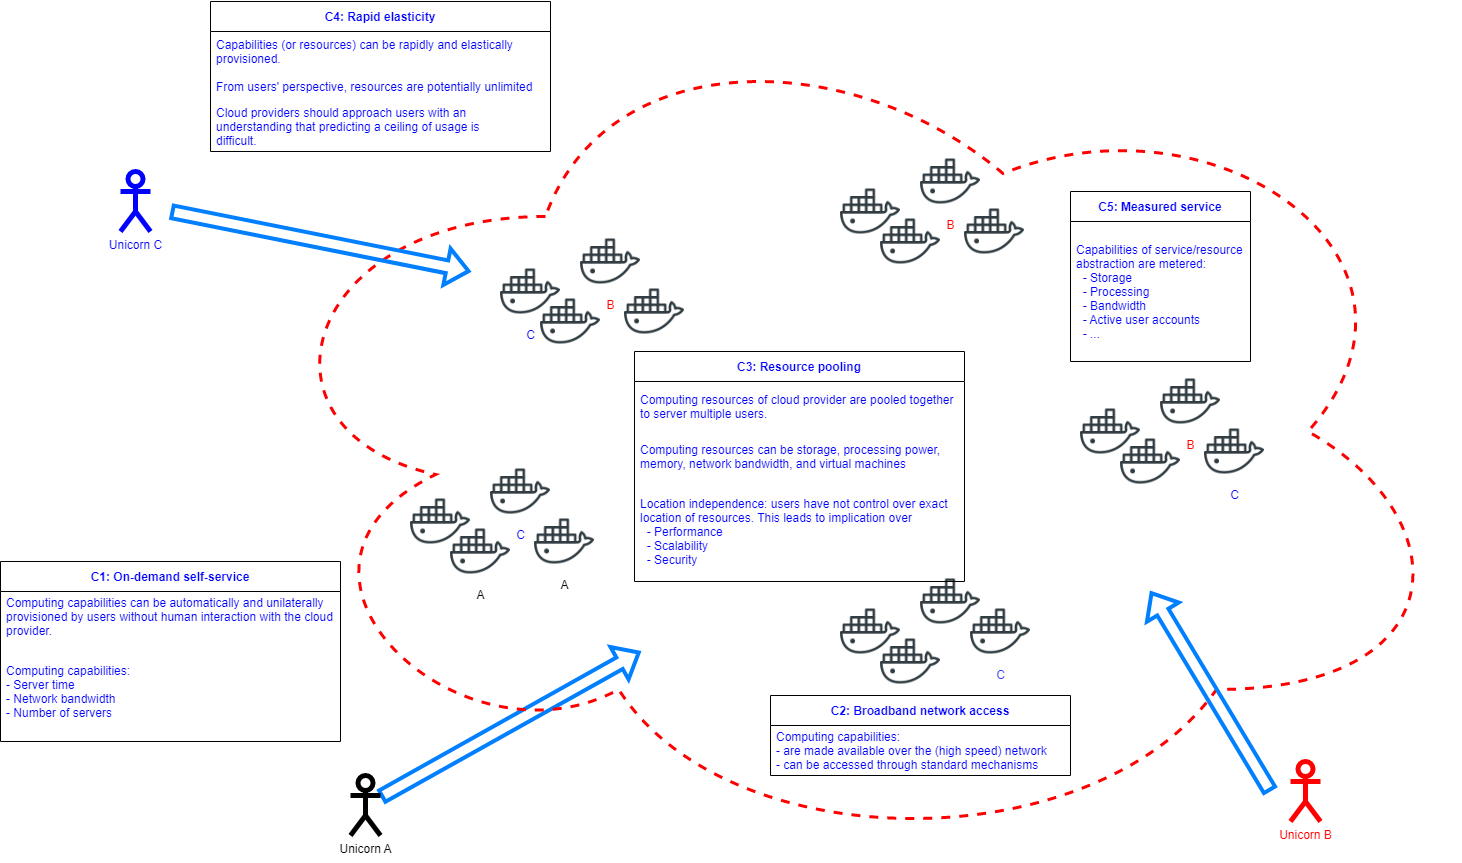 C4: Rapid elasticity
Capabilities (or resources) can be rapidly and elastically
provisioned.
From users' perspective, resources are potentially unlimited
Cloud providers should approach users with an
understanding that predicting a ceiling of usage is
difficult.
Unicorn C
B
C5: Measured service
Capabilities of service/resource
abstraction are metered:
- Storage
- Processing
- Bandwidth
- Active user accounts
- ...
B
C
C3: Resource pooling
Computing resources of cloud provider are pooled together
to server multiple users.
Computing resources can be storage, processing power,
memory, network bandwidth, and virtual machines
Location independence: users have not control over exact
location of resources. This leads to implication over
- Performance
- Scalability
- Security
B
C
C
A
A
C1: On-demand self-service
Computing capabilities can be automatically and unilaterally
provisioned by users without human interaction with the cloud
provider.
Computing capabilities:
- Server time
- Network bandwidth
- Number of servers
C
C2: Broadband network access
Computing capabilities:
- are made available over the (high speed) network
- can be accessed through standard mechanisms
Unicorn A
Unicorn B